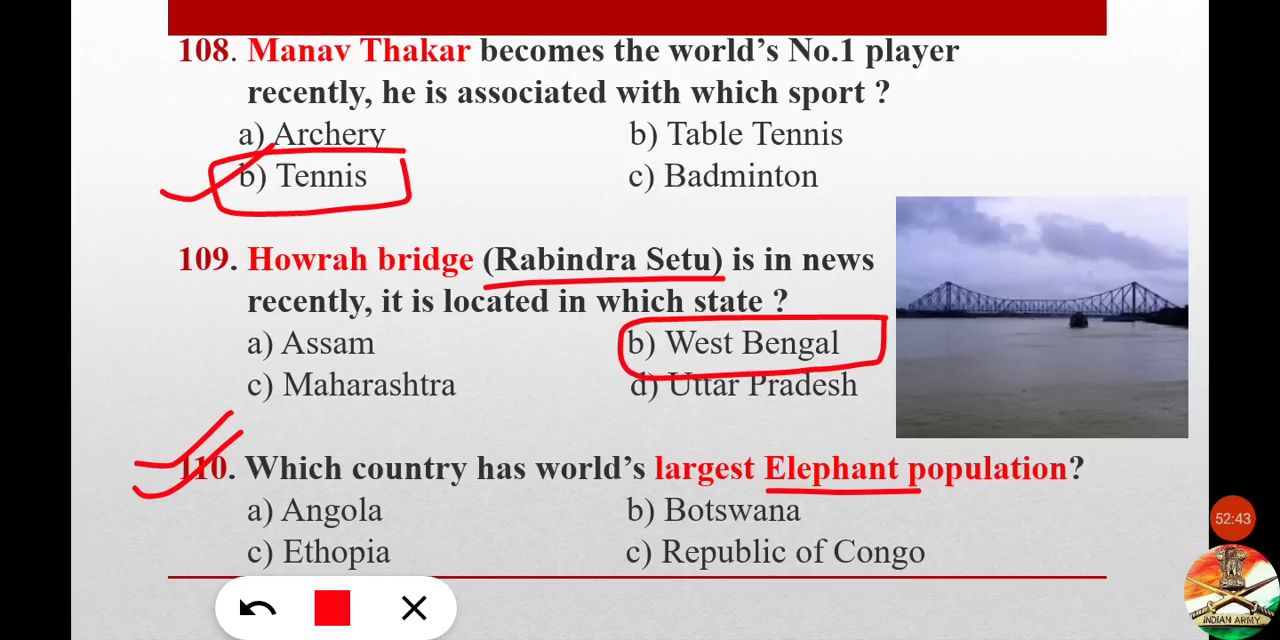 108. Manav Thakar becomes the world's No.1 player
recently, he is associated with which sport ?
a) Archery b) Table Tennis
b) Tennis c) Badminton
109. Howrah bridge (Rabindra Setu) is in news
recently, it is located in which state ?
a) Assam b) West Bengal
c) Maharashtra d) Uttar Pradesh
110. Which country has world's largest Elephant population?
a) Angola b) Botswana
c) Ethopia c) Republic of Congo
52:43
INDIAN ARMY